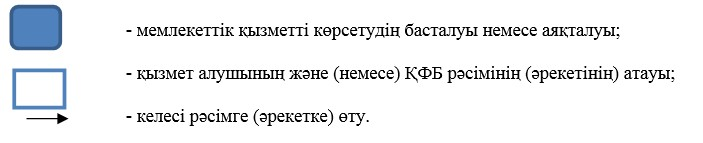 - мемлекеттік қызметті көрсетудің басталуы немесе аяқталуы;
- қызмет алушының және (немесе) ҚФБ рәсімінің (әрекетінің) атауы;
- келесі рәсімге (әрекетке) өту.